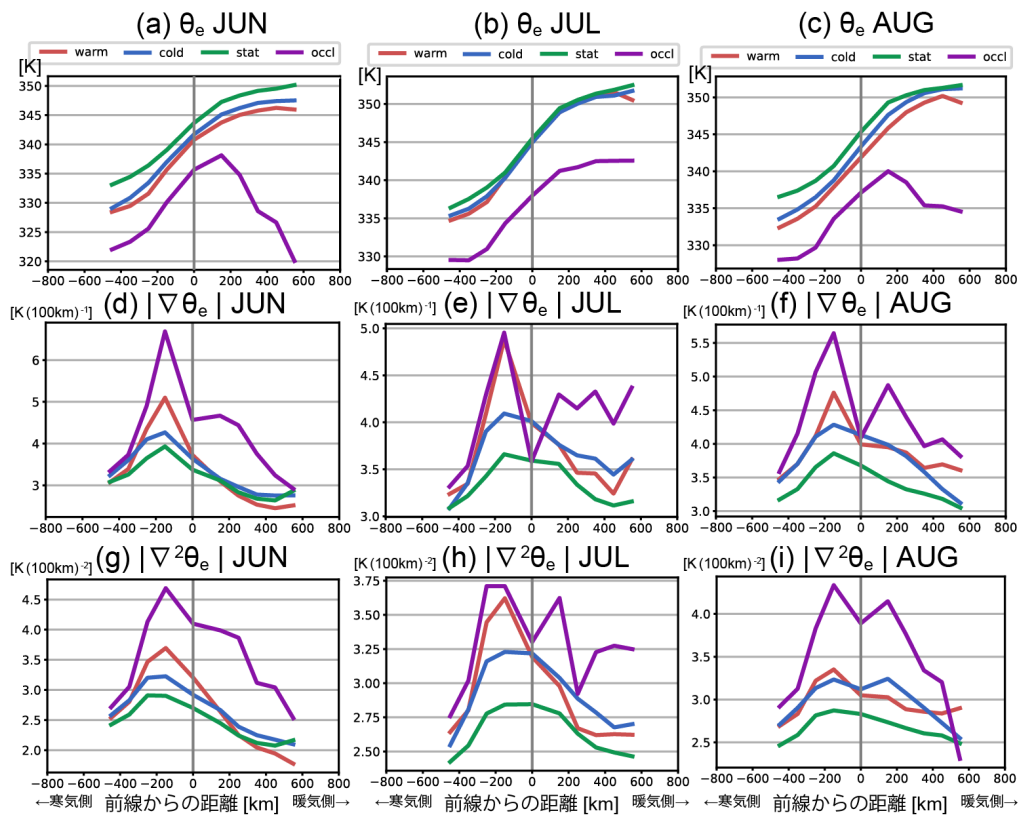 (a) θe JUN (b) θe JUL (c) θe AUG
warm cold stat occl warm cold stat occl warm cold stat occl
[K] [K] [K]
350 345 340 335 330 325 320
350 345 340 335 330
350 345 340 335 330
−800 −600 −400 −200 0 200 400 600 800 −800 −600 −400 −200 0 200 400 600 800 −800 −600 −400 −200 0 200 400 600 800
(d) |∇θe| JUN (e) |∇θe| JUL (f) |∇θe| AUG
[K (100km)⁻¹] [K (100km)⁻¹] [K (100km)⁻¹]
6 5 4 3
5.0 4.5 4.0 3.5 3.0
5.5 5.0 4.5 4.0 3.5 3.0
−800 −600 −400 −200 0 200 400 600 800 −800 −600 −400 −200 0 200 400 600 800 −800 −600 −400 −200 0 200 400 600 800
(g) |∇²θe| JUN (h) |∇²θe| JUL (i) |∇²θe| AUG
[K (100km)⁻²] [K (100km)⁻²] [K (100km)⁻²]
4.5 4.0 3.5 3.0 2.5 2.0
3.75 3.50 3.25 3.00 2.75 2.50
4.0 3.5 3.0 2.5
−800 −600 −400 −200 0 200 400 600 800 −800 −600 −400 −200 0 200 400 600 800 −800 −600 −400 −200 0 200 400 600 800
←寒気側 前線からの距離 [km] 暖気側→ ←寒気側 前線からの距離 [km] 暖気側→ ←寒気側 前線からの距離 [km] 暖気側→